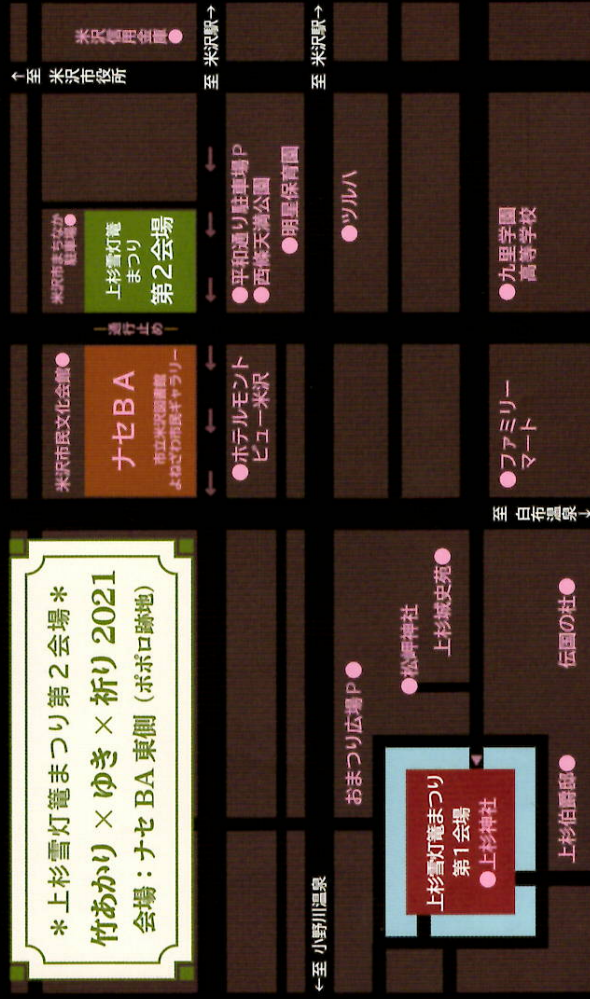 ＊上杉雪灯篭まつり第２会場＊
竹あかり × ゆき × 祈り 2021
会場：ナセ BA 東側（ポポロ跡地）
米沢市民文化会館●
ナセBA
市立米沢図書館
よねざわ市民ギャラリー
通行止め
米沢市まちなか
駐車場●
上杉雪灯篭
まつり
第2会場
↑至 米沢市役所
米沢信用金庫●
●ホテルモント
ビュー米沢
●平和通り駐車場P
●西條天満公園
●明星保育園
至 米沢駅→
←至 小野川温泉
●ツルハ
至 米沢駅→
おまつり広場P●
●松岬神社
上杉城史苑●
上杉雪灯篭まつり
第1会場
●上杉神社
上杉伯爵邸●
伝国の杜●
至 白布温泉↓
●ファミリー
マート
●九里学園
高等学校